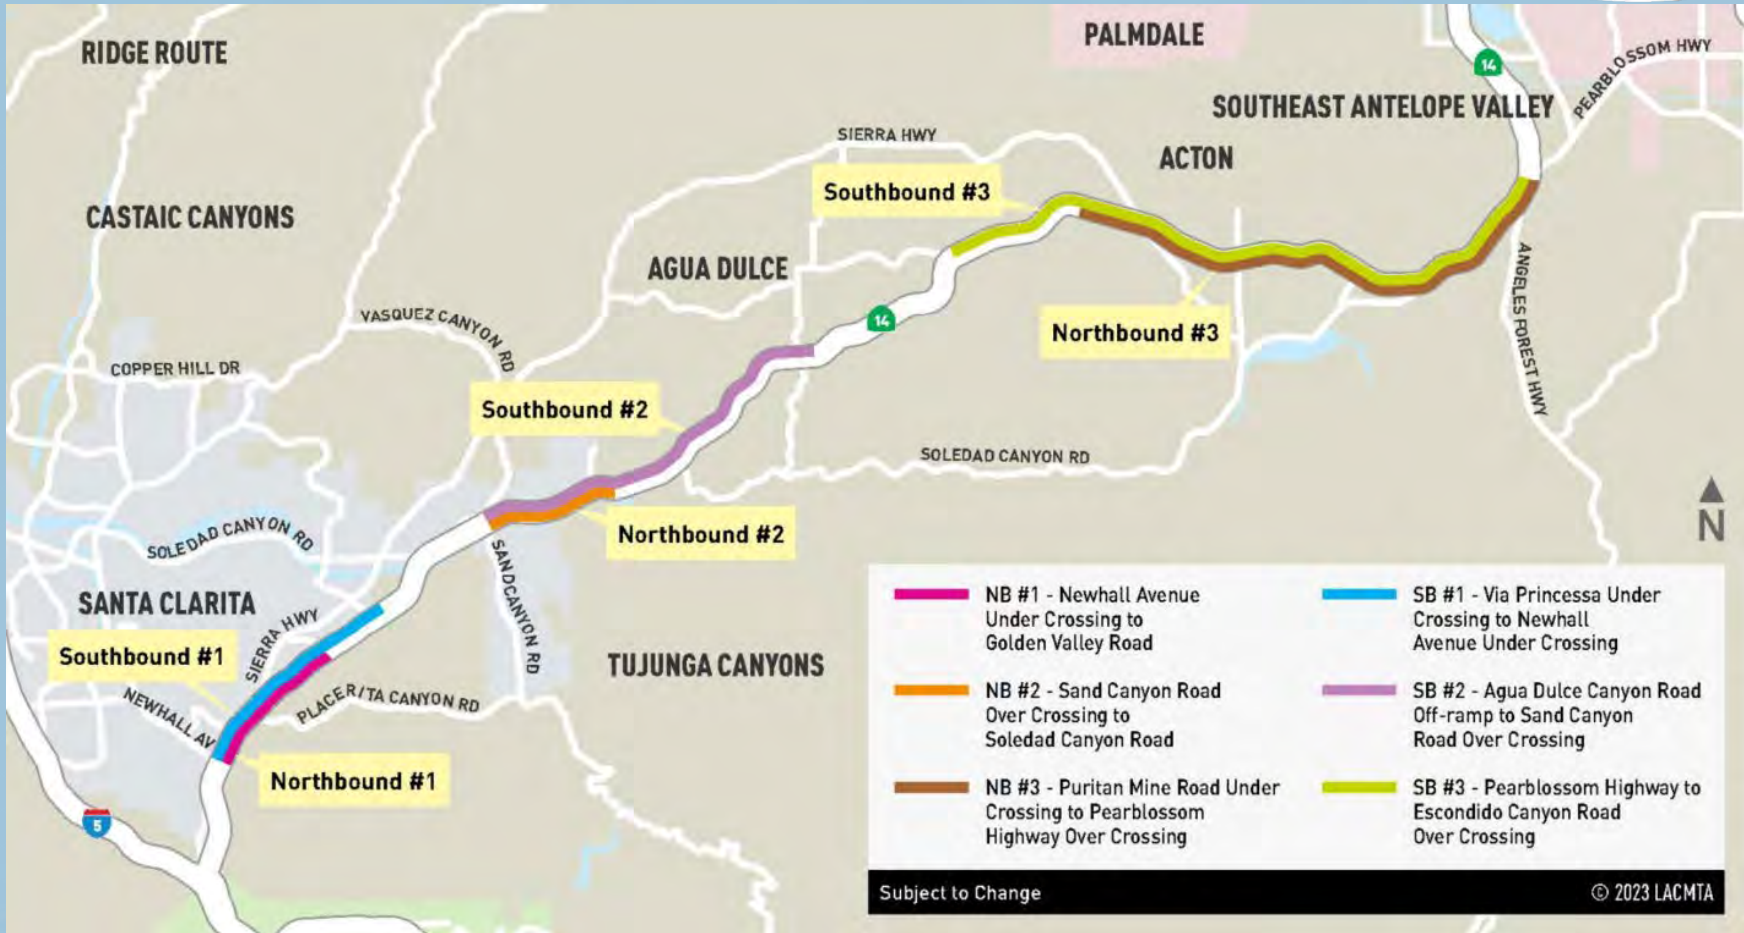 RIDGE ROUTE
PALMDALE
14
PEARBLOSSOM HWY
SOUTHEAST ANTELOPE VALLEY
SIERRA HWY
ACTON
Southbound #3
CASTAIC CANYONS
AGUA DULCE
ANGELES FOREST HWY
VASQUEZ CANYON RD
14
Northbound #3
COPPER HILL DR
Southbound #2
SOLEDAD CANYON RD
SOLEDAD CANYON RD
Northbound #2
N
SAND CANYON RD
SANTA CLARITA
SIERRA HWY
Southbound #1
TUJUNGA CANYONS
NEWHALL AV
PLACERITA CANYON RD
Northbound #1
5
NB #1 - Newhall Avenue
Under Crossing to
Golden Valley Road
NB #2 - Sand Canyon Road
Over Crossing to
Soledad Canyon Road
NB #3 - Puritan Mine Road Under
Crossing to Pearblossom
Highway Over Crossing
SB #1 - Via Princessa Under
Crossing to Newhall
Avenue Under Crossing
SB #2 - Agua Dulce Canyon Road
Off-ramp to Sand Canyon
Road Over Crossing
SB #3 - Pearblossom Highway to
Escondido Canyon Road
Over Crossing
Subject to Change
© 2023 LACMTA